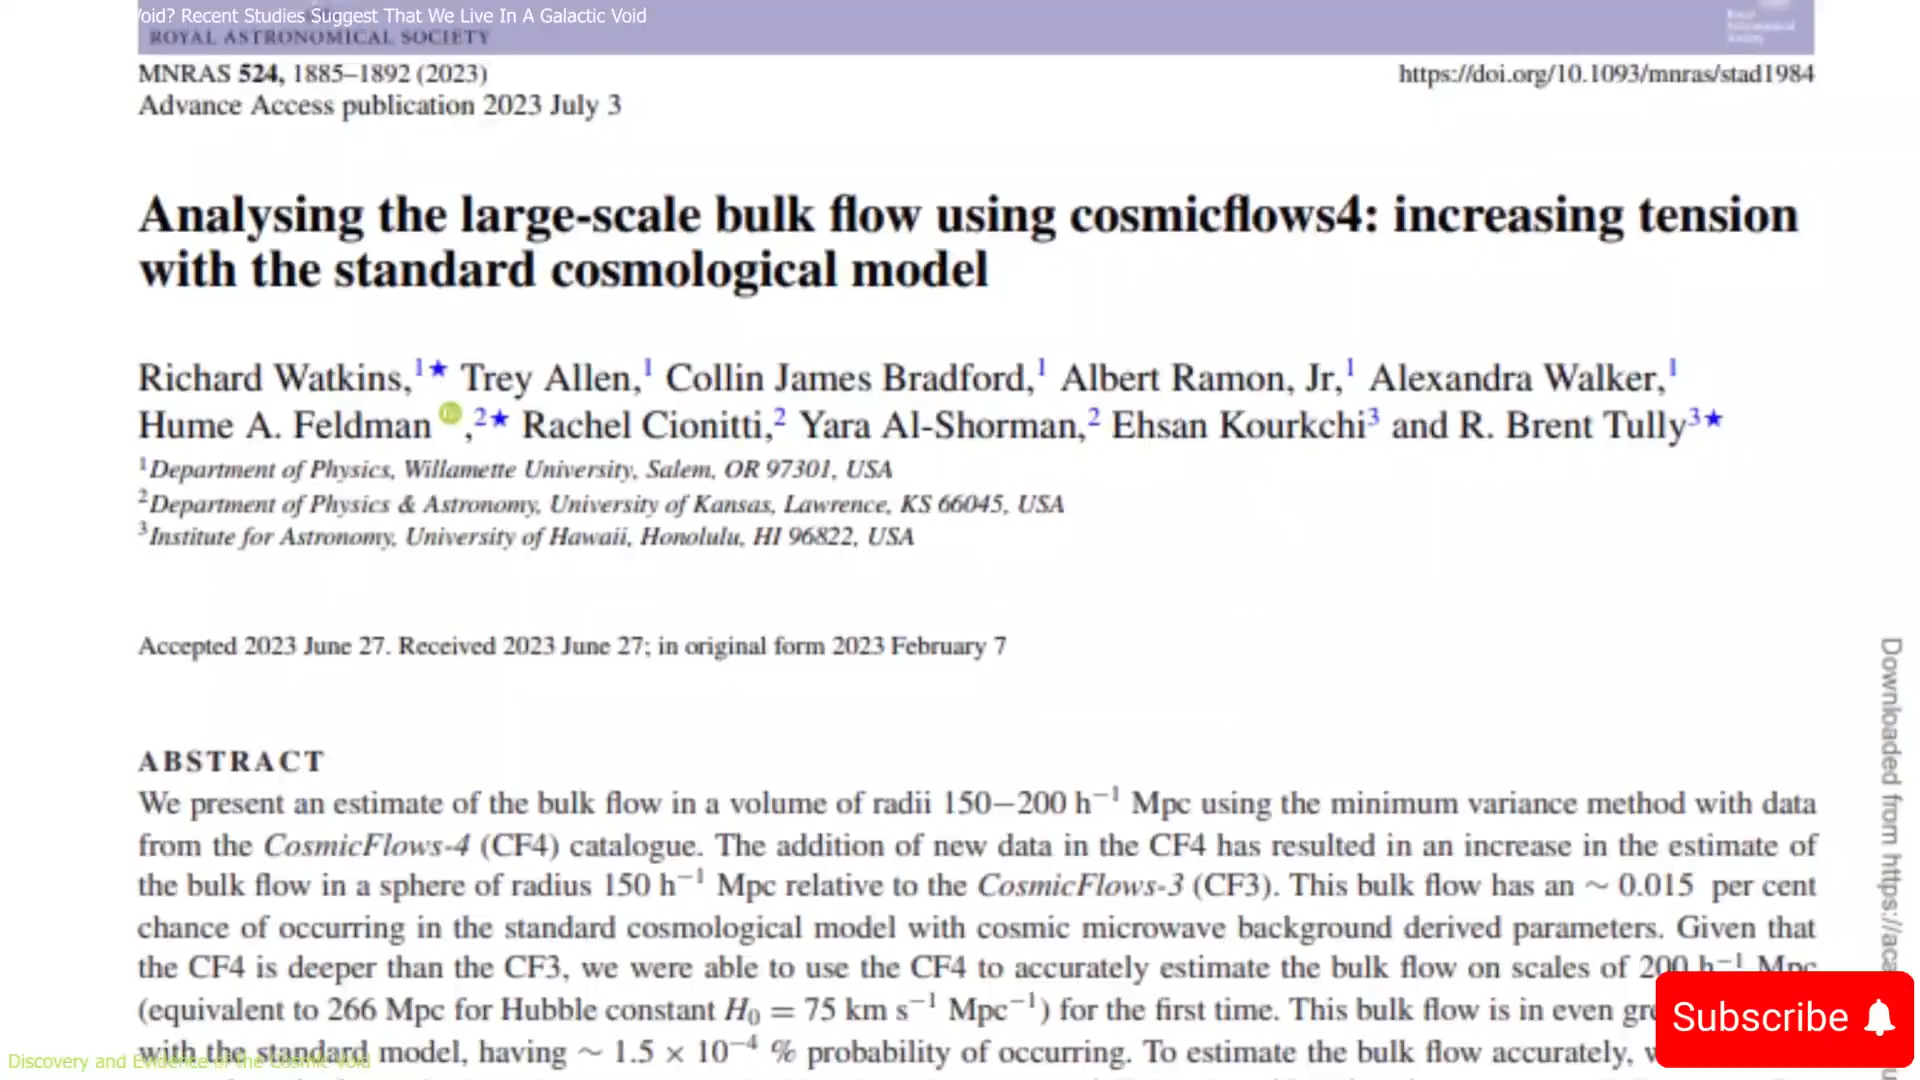 Void? Recent Studies Suggest That We Live In A Galactic Void
ROYAL ASTRONOMICAL SOCIETY
MNRAS 524, 1885–1892 (2023)
https://doi.org/10.1093/mnras/stad1984
Advance Access publication 2023 July 3
Analysing the large-scale bulk flow using cosmicflows4: increasing tension
with the standard cosmological model
Richard Watkins,¹★ Trey Allen,¹ Collin James Bradford,¹ Albert Ramon, Jr,¹ Alexandra Walker,¹
Hume A. Feldman ,²★ Rachel Cionitti,² Yara Al-Shorman,² Ehsan Kourkchi³ and R. Brent Tully³★
¹Department of Physics, Willamette University, Salem, OR 97301, USA
²Department of Physics & Astronomy, University of Kansas, Lawrence, KS 66045, USA
³Institute for Astronomy, University of Hawaii, Honolulu, HI 96822, USA
Accepted 2023 June 27. Received 2023 June 27; in original form 2023 February 7
ABSTRACT
We present an estimate of the bulk flow in a volume of radii 150−200 h⁻¹ Mpc using the minimum variance method with data
from the CosmicFlows-4 (CF4) catalogue. The addition of new data in the CF4 has resulted in an increase in the estimate of
the bulk flow in a sphere of radius 150 h⁻¹ Mpc relative to the CosmicFlows-3 (CF3). This bulk flow has an ∼ 0.015 per cent
chance of occurring in the standard cosmological model with cosmic microwave background derived parameters. Given that
the CF4 is deeper than the CF3, we were able to use the CF4 to accurately estimate the bulk flow on scales of 200 h⁻¹ Mpc
(equivalent to 266 Mpc for Hubble constant H₀ = 75 km s⁻¹ Mpc⁻¹) for the first time. This bulk flow is in even
with the standard model, having ∼ 1.5 × 10⁻⁴ % probability of occurring. To estimate the bulk flow accurately,
Downloaded from https://aca
Subscribe
Discovery and Evidence of the Cosmic Void